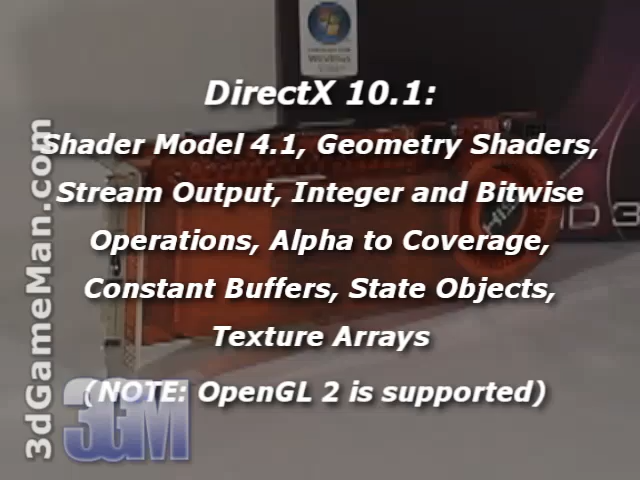 DirectX 10.1:
Shader Model 4.1, Geometry Shaders,
Stream Output, Integer and Bitwise
Operations, Alpha to Coverage,
Constant Buffers, State Objects,
Texture Arrays
(NOTE: OpenGL 2 is supported)
3dGameMan.com
3GM